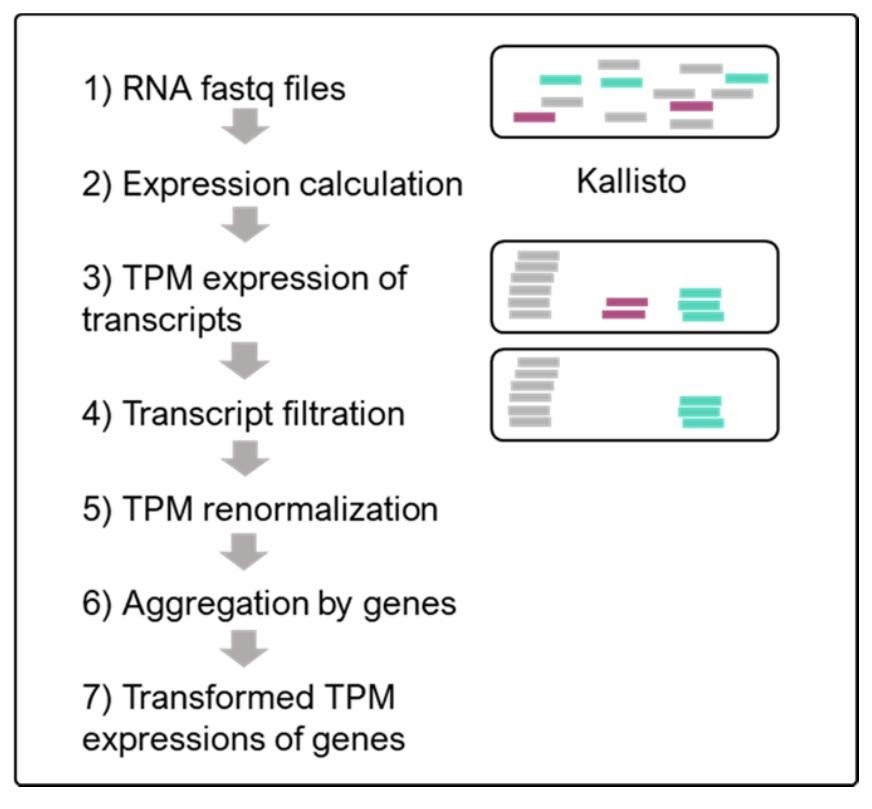 1) RNA fastq files
2) Expression calculation
Kallisto
3) TPM expression of
transcripts
4) Transcript filtration
5) TPM renormalization
6) Aggregation by genes
7) Transformed TPM
expressions of genes